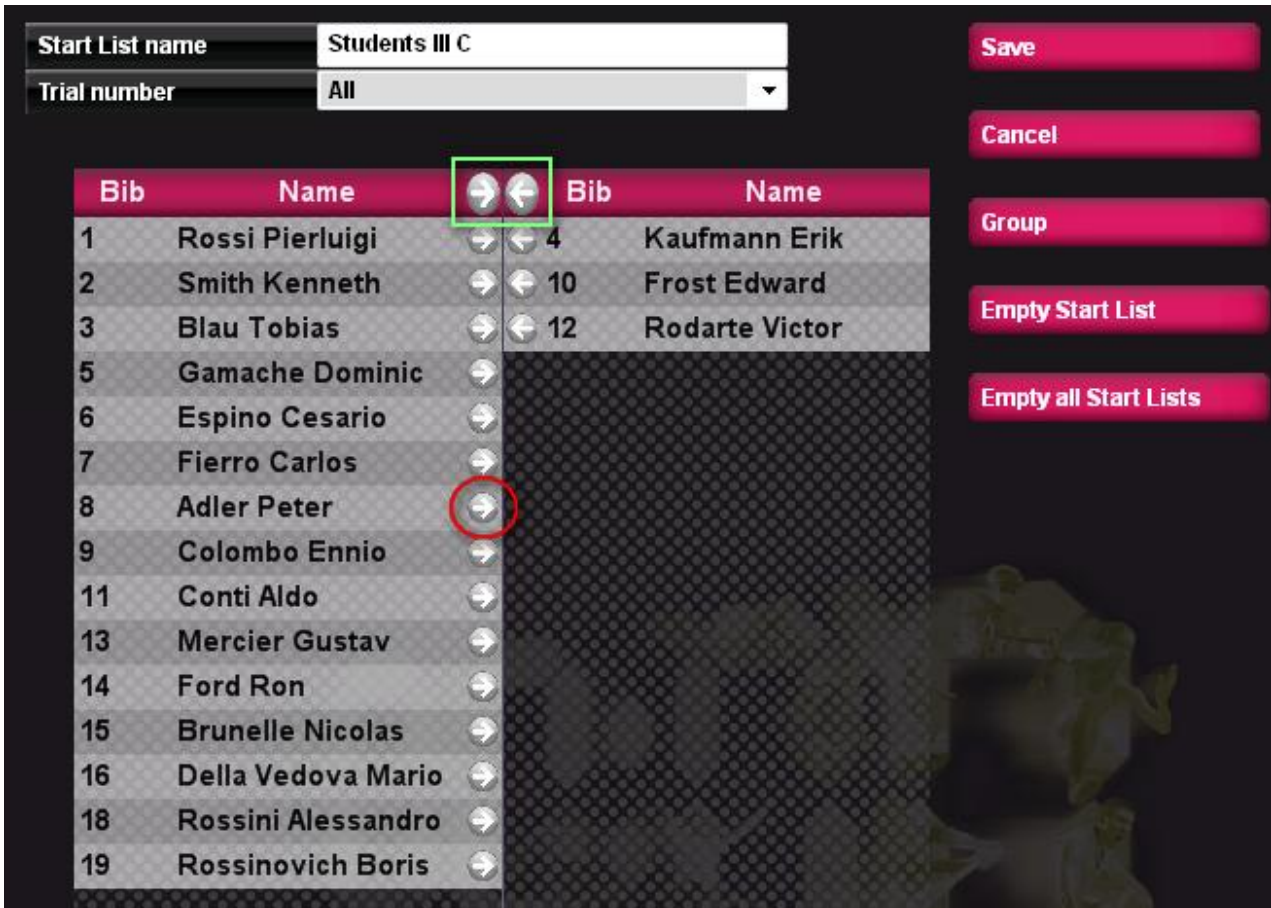 Start List name Students III C
Trial number All
Save
Cancel
Group
Empty Start List
Empty all Start Lists
Bib Name Bib Name
1 Rossi Pierluigi 4 Kaufmann Erik
2 Smith Kenneth 10 Frost Edward
3 Blau Tobias 12 Rodarte Victor
5 Gamache Dominic
6 Espino Cesario
7 Fierro Carlos
8 Adler Peter
9 Colombo Ennio
11 Conti Aldo
13 Mercier Gustav
14 Ford Ron
15 Brunelle Nicolas
16 Della Vedova Mario
18 Rossini Alessandro
19 Rossinovich Boris